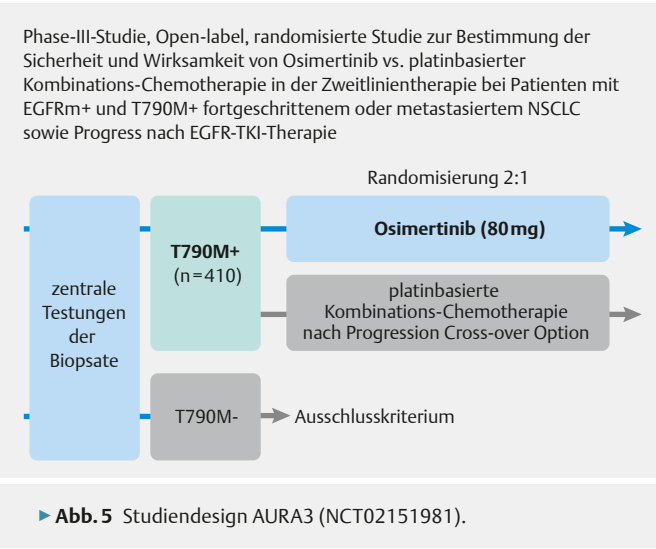 Phase-III-Studie, Open-label, randomisierte Studie zur Bestimmung der
Sicherheit und Wirksamkeit von Osimertinib vs. platinbasierter
Kombinations-Chemotherapie in der Zweitlinientherapie bei Patienten mit
EGFRm+ und T790M+ fortgeschrittenem oder metastasiertem NSCLC
sowie Progress nach EGFR-TKI-Therapie
Randomisierung 2:1
zentrale
Testungen
der
Biopsate
T790M+
(n=410)
Osimertinib (80 mg)
platinbasierte
Kombinations-Chemotherapie
nach Progression Cross-over Option
T790M-
Ausschlusskriterium
▶ Abb. 5 Studiendesign AURA3 (NCT02151981).